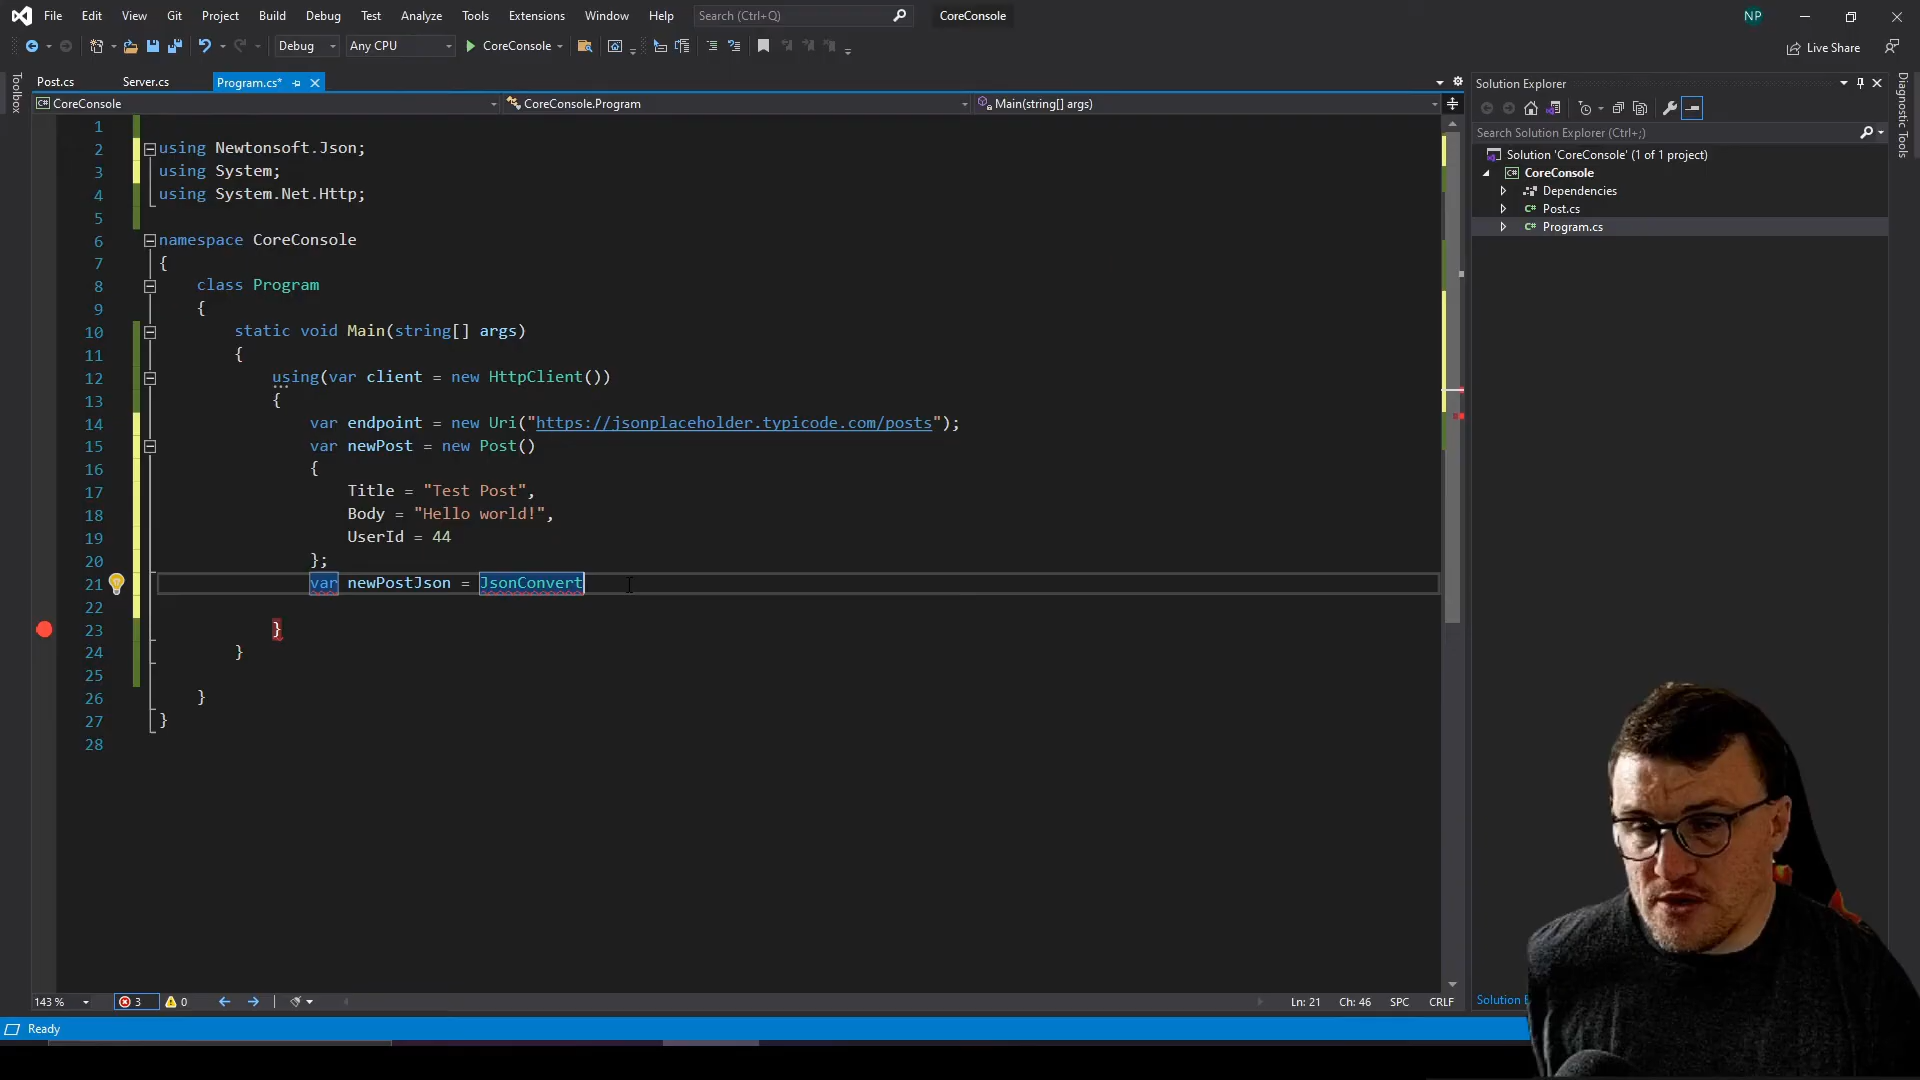 File Edit View Git Project Build Debug Test Analyze Tools Extensions Window Help Search (Ctrl+Q) CoreConsole NP
Debug Any CPU CoreConsole Live Share
Toolbox
Post.cs Server.cs Program.cs*
CoreConsole CoreConsole.Program Main(string[] args)
1
2 using Newtonsoft.Json;
3 using System;
4 using System.Net.Http;
5
6 namespace CoreConsole
7 {
8 class Program
9 {
10 static void Main(string[] args)
11 {
12 using(var client = new HttpClient())
13 {
14 var endpoint = new Uri("https://jsonplaceholder.typicode.com/posts");
15 var newPost = new Post()
16 {
17 Title = "Test Post",
18 Body = "Hello world!",
19 UserId = 44
20 };
21 var newPostJson = JsonConvert
22
23 }
24 }
25
26 }
27 }
28
143 % 3 0 Ln: 21 Ch: 46 SPC CRLF
Ready
Solution Explorer
Search Solution Explorer (Ctrl+;)
Solution 'CoreConsole' (1 of 1 project)
CoreConsole
Dependencies
Post.cs
Program.cs
Solution E
Diagnostic Tools